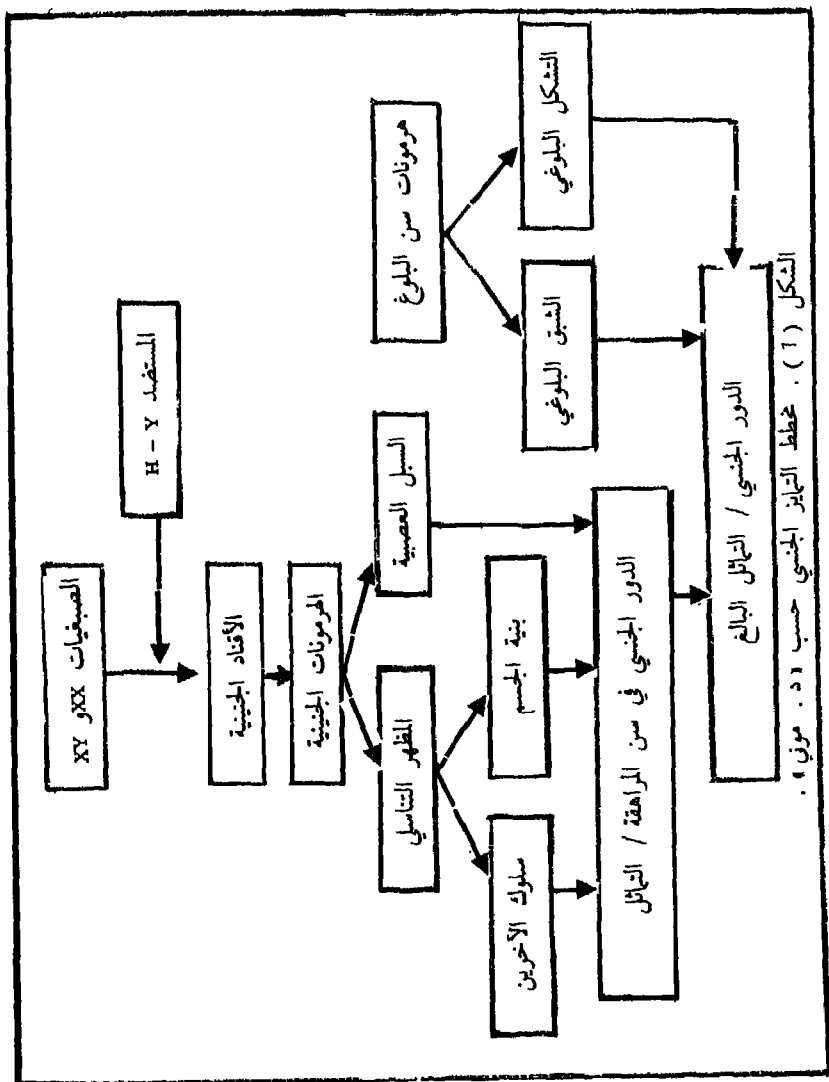 الصبغيات XX و XY
المستضد H - Y
الأقناد الجنينية
الهرمونات الجنينية
المظهر التناسلي
السبل العصبية
هرمونات سن البلوغ
سلوك الآخرين
بنية الجسم
الشبق البلوغي
التشكل البلوغي
الدور الجنسي في سن المراهقة / التماثل
الدور الجنسي / التماثل البالغ
الشكل (1) . مخطط التمايز الجنسي حسب «د . موني» .